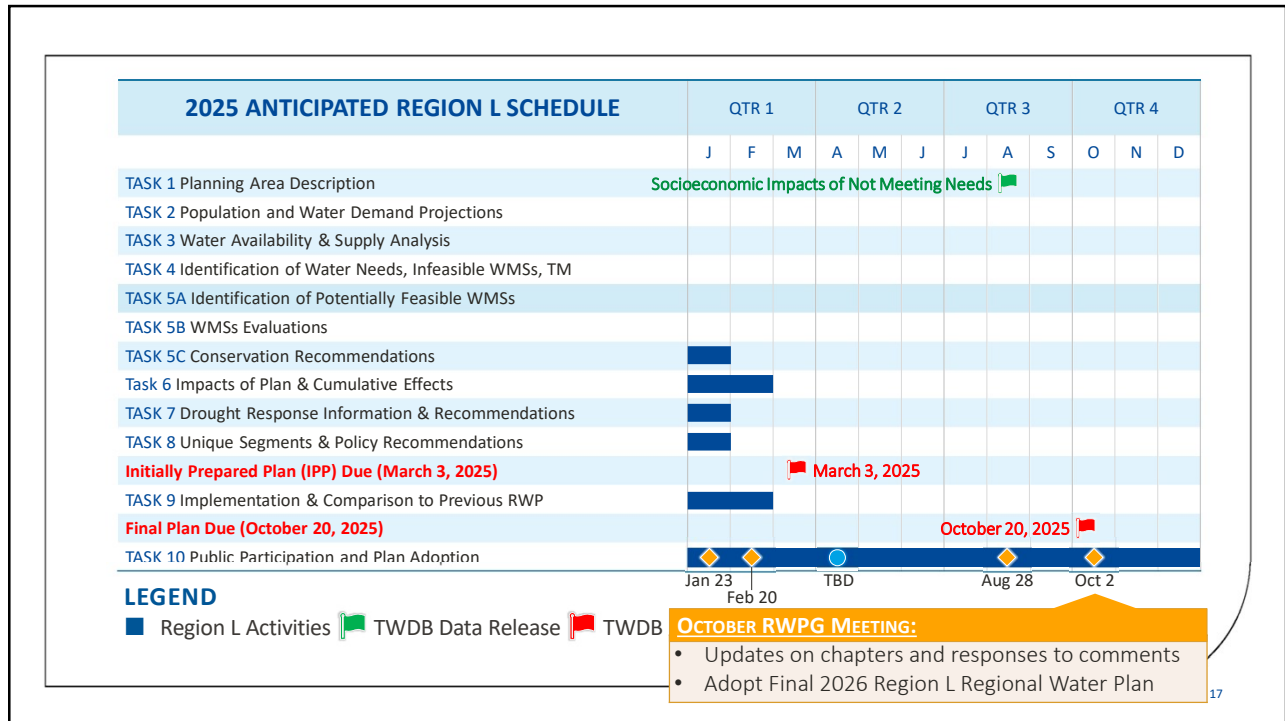 2025 ANTICIPATED REGION L SCHEDULE QTR 1 QTR 2 QTR 3 QTR 4
J F M A M J J A S O N D
TASK 1 Planning Area Description Socioeconomic Impacts of Not Meeting Needs
TASK 2 Population and Water Demand Projections
TASK 3 Water Availability & Supply Analysis
TASK 4 Identification of Water Needs, Infeasible WMSs, TM
TASK 5A Identification of Potentially Feasible WMSs
TASK 5B WMSs Evaluations
TASK 5C Conservation Recommendations
Task 6 Impacts of Plan & Cumulative Effects
TASK 7 Drought Response Information & Recommendations
TASK 8 Unique Segments & Policy Recommendations
Initially Prepared Plan (IPP) Due (March 3, 2025) March 3, 2025
TASK 9 Implementation & Comparison to Previous RWP
Final Plan Due (October 20, 2025) October 20, 2025
TASK 10 Public Participation and Plan Adoption
Jan 23 TBD Aug 28 Oct 2
Feb 20
LEGEND
Region L Activities TWDB Data Release TWDB
OCTOBER RWPG MEETING:
• Updates on chapters and responses to comments
• Adopt Final 2026 Region L Regional Water Plan
17